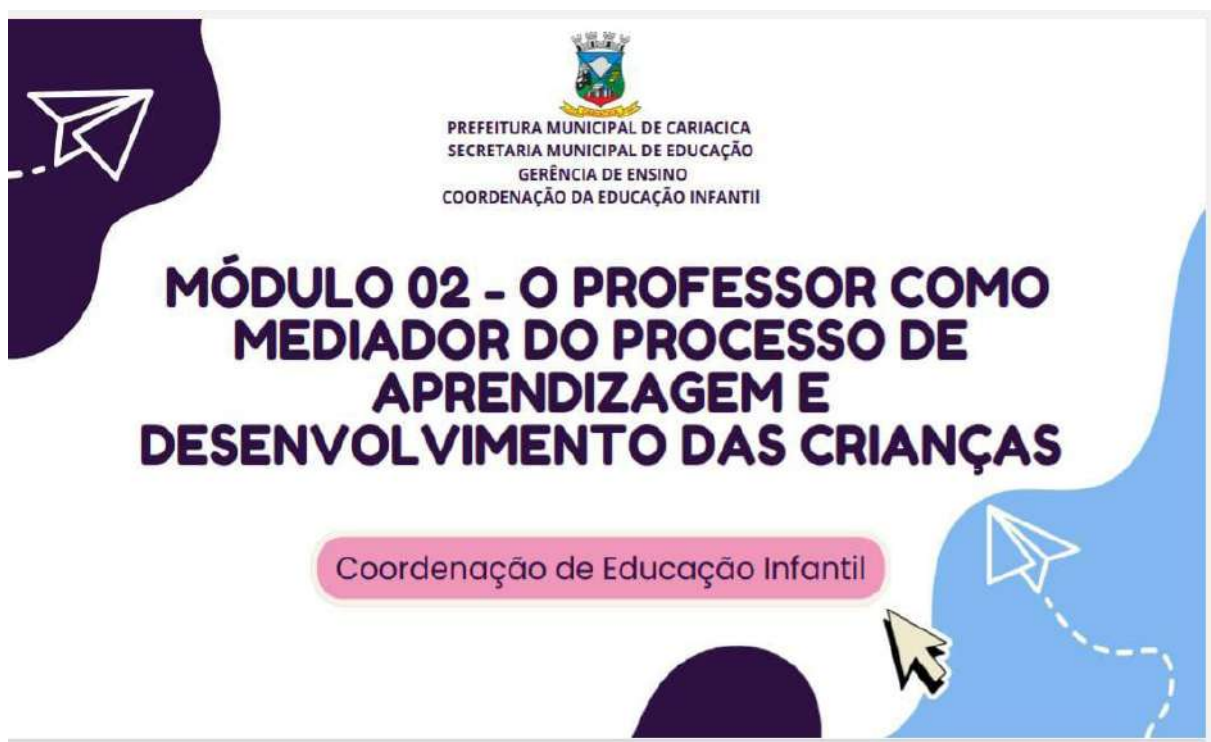 PREFEITURA MUNICIPAL DE CARIACICA
SECRETARIA MUNICIPAL DE EDUCAÇÃO
GERÊNCIA DE ENSINO
COORDENAÇÃO DA EDUCAÇÃO INFANTIl
MÓDULO 02 - O PROFESSOR COMO
MEDIADOR DO PROCESSO DE
APRENDIZAGEM E
DESENVOLVIMENTO DAS CRIANÇAS
Coordenação de Educação Infantil